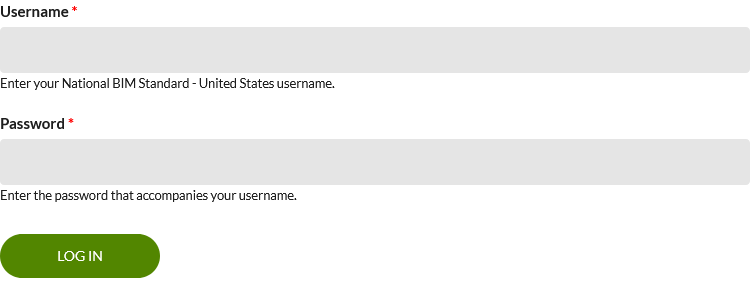 Username *
Enter your National BIM Standard - United States username.
Password *
Enter the password that accompanies your username.
LOG IN